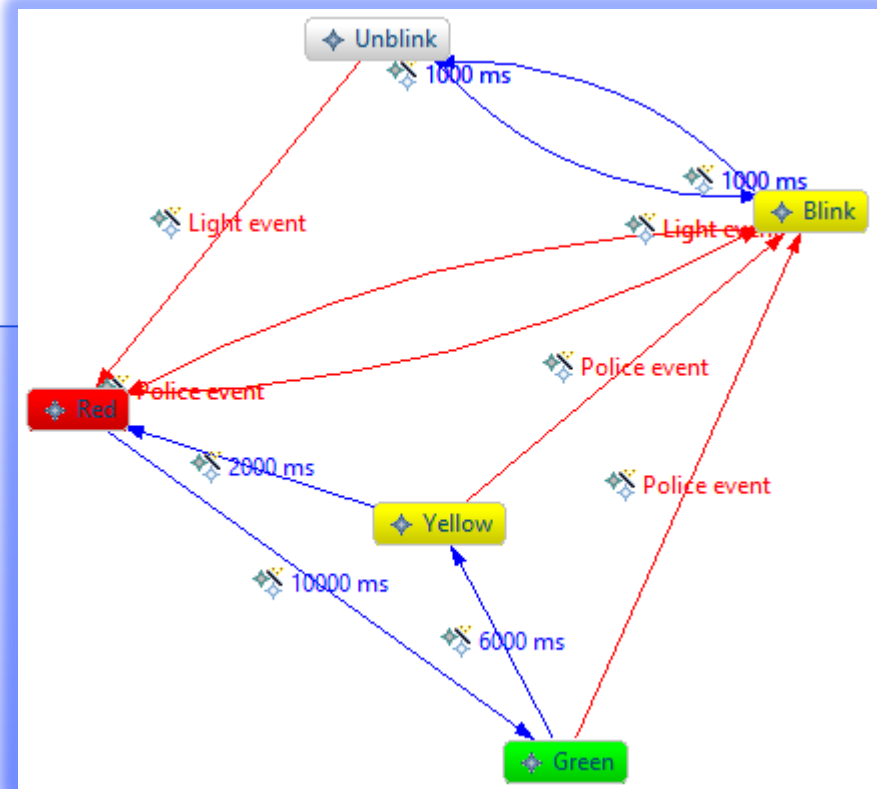 Unblink
1000 ms
1000 ms
Blink
Light event
Light event
Police event
Police event
Red
2000 ms
Police event
Yellow
10000 ms
6000 ms
Green